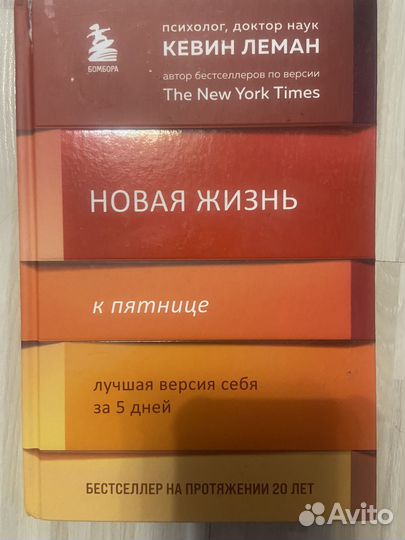 психолог, доктор наук
КЕВИН ЛЕМАН
автор бестселлеров по версии
The New York Times
БОМБОРА
НОВАЯ ЖИЗНЬ
к пятнице
лучшая версия себя
за 5 дней
БЕСТСЕЛЛЕР НА ПРОТЯЖЕНИИ 20 ЛЕТ
Avito